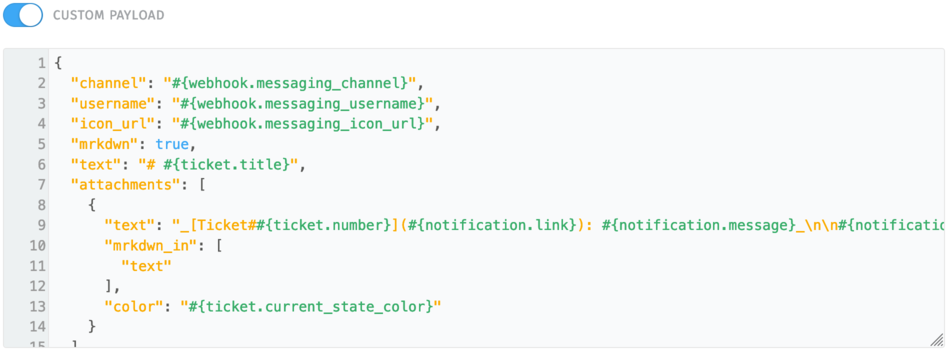 CUSTOM PAYLOAD
1 {
2 "channel": "#{webhook.messaging_channel}",
3 "username": "#{webhook.messaging_username}",
4 "icon_url": "#{webhook.messaging_icon_url}",
5 "mrkdwn": true,
6 "text": "# #{ticket.title}",
7 "attachments": [
8 {
9 "text": "_[Ticket##{ticket.number}](#{notification.link}): #{notification.message}_\n\n#{notificatio
10 "mrkdwn_in": [
11 "text"
12 ],
13 "color": "#{ticket.current_state_color}"
14 }
15 ]